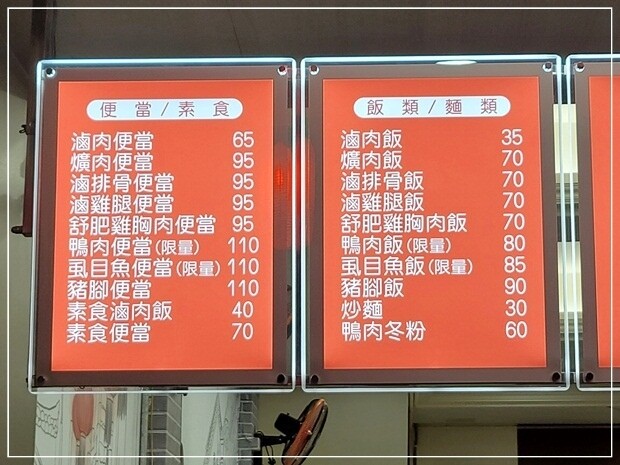 便當/素食
滷肉便當 65
爌肉便當 95
滷排骨便當 95
滷雞腿便當 95
舒肥雞胸肉便當 95
鴨肉便當(限量) 110
虱目魚便當(限量) 110
豬腳便當 110
素食滷肉飯 40
素食便當 70
飯類/麵類
滷肉飯 35
爌肉飯 70
滷排骨飯 70
滷雞腿飯 70
舒肥雞胸肉飯 70
鴨肉飯(限量) 80
虱目魚飯(限量) 85
豬腳飯 90
炒麵 30
鴨肉冬粉 60